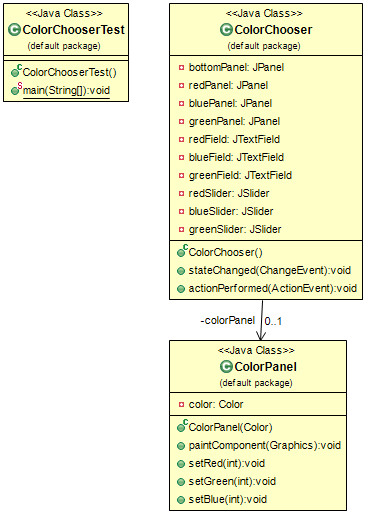 <<Java Class>>
ColorChooserTest
(default package)
ColorChooserTest()
main(String[]):void
<<Java Class>>
ColorChooser
(default package)
bottomPanel: JPanel
redPanel: JPanel
bluePanel: JPanel
greenPanel: JPanel
redField: JTextField
blueField: JTextField
greenField: JTextField
redSlider: JSlider
blueSlider: JSlider
greenSlider: JSlider
ColorChooser()
stateChanged(ChangeEvent):void
actionPerformed(ActionEvent):void
-colorPanel 0..1
<<Java Class>>
ColorPanel
(default package)
color: Color
ColorPanel(Color)
paintComponent(Graphics):void
setRed(int):void
setGreen(int):void
setBlue(int):void